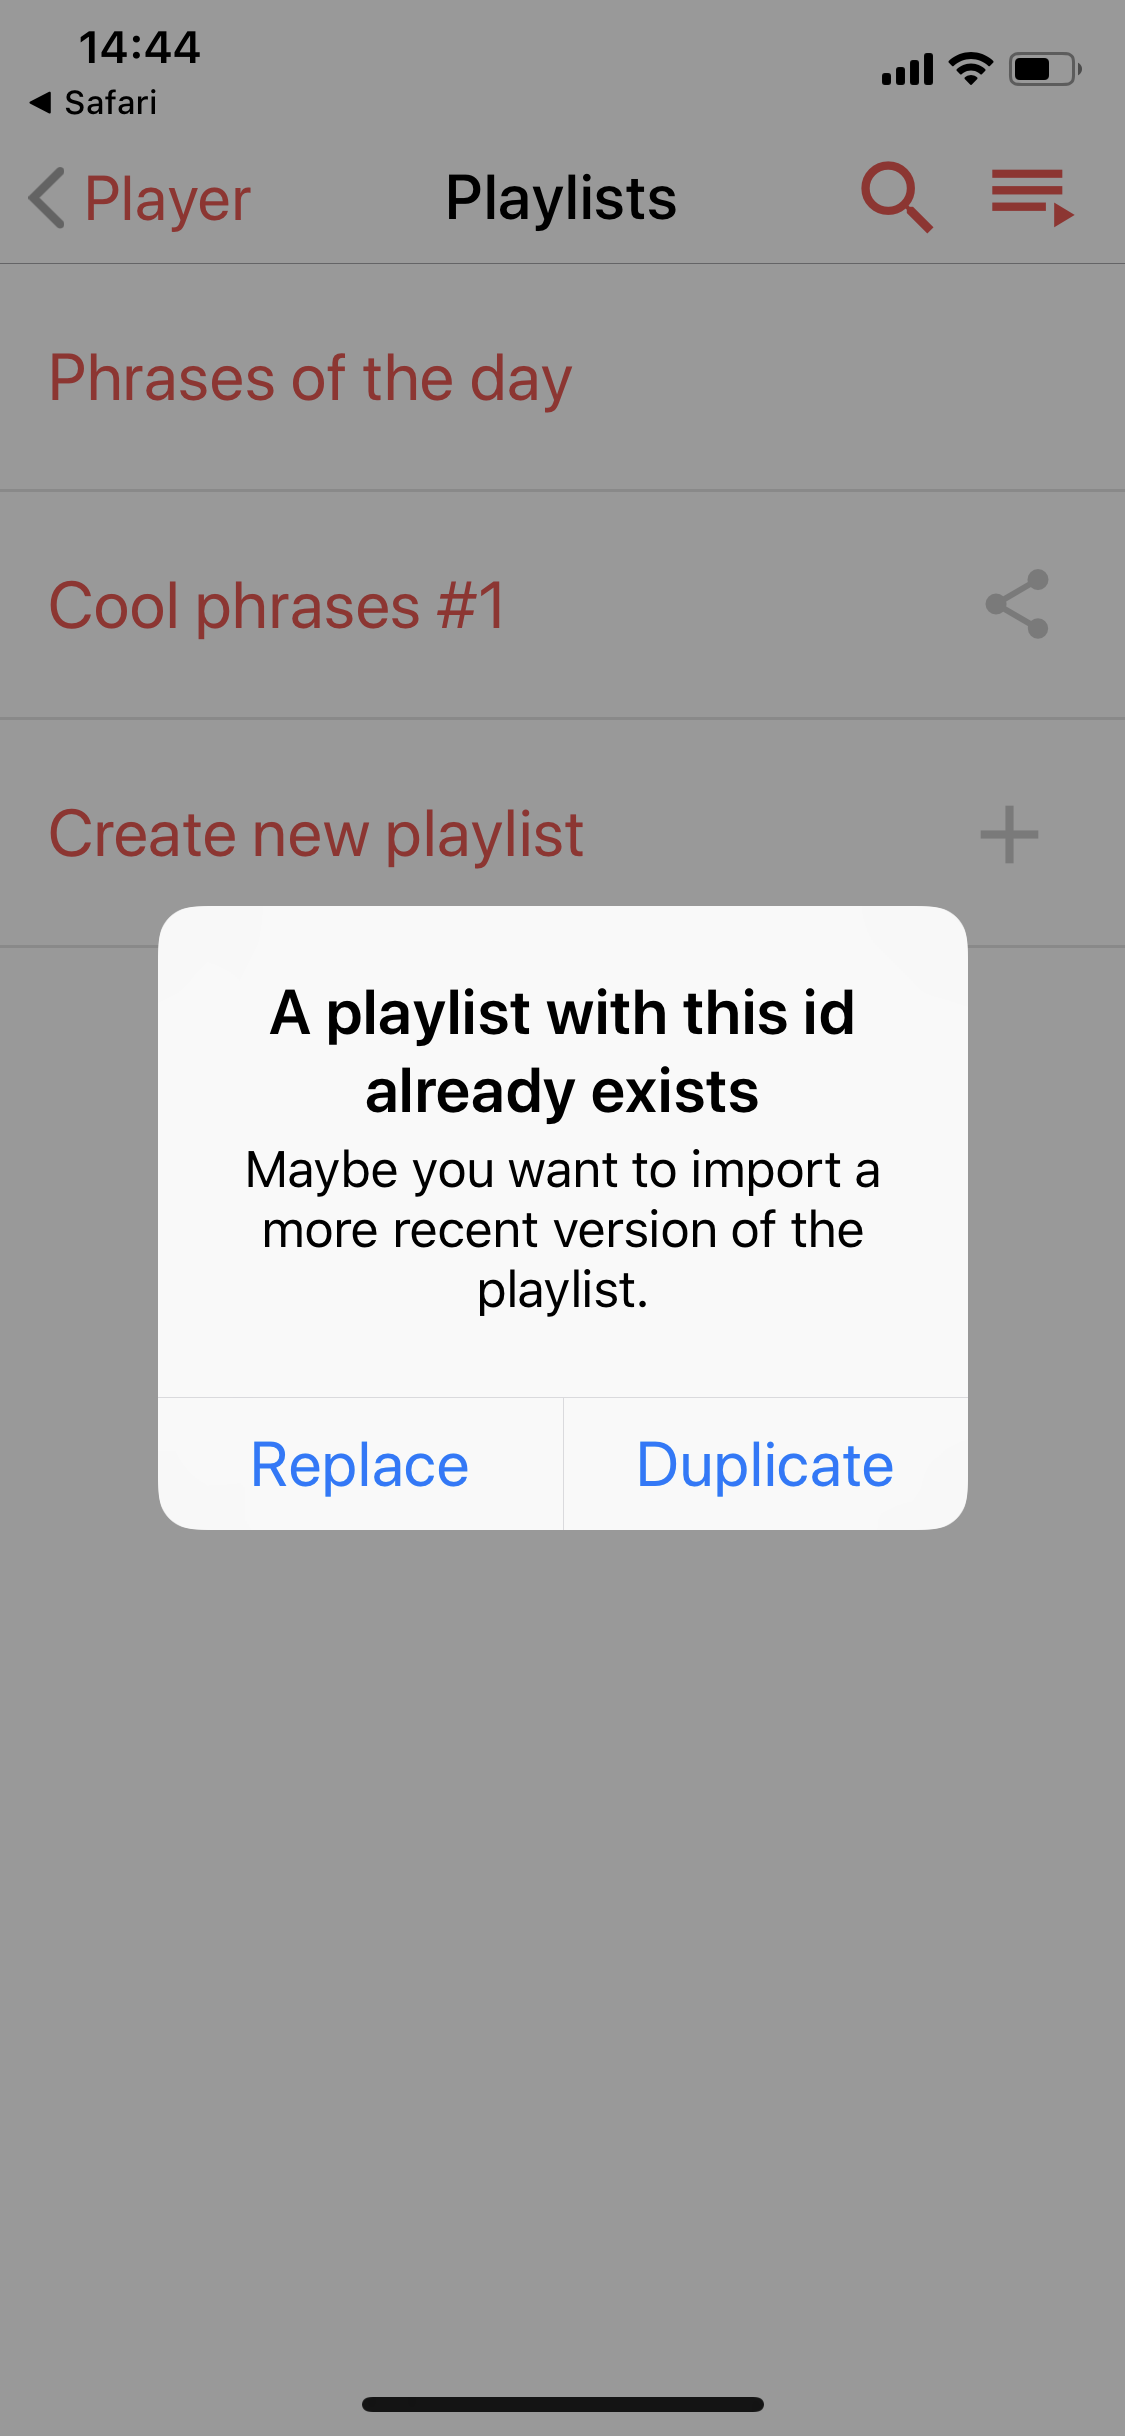 14:44
◀ Safari
Player
Playlists
Phrases of the day
Cool phrases #1
Create new playlist
A playlist with this id
already exists
Maybe you want to import a
more recent version of the
playlist.
Replace
Duplicate